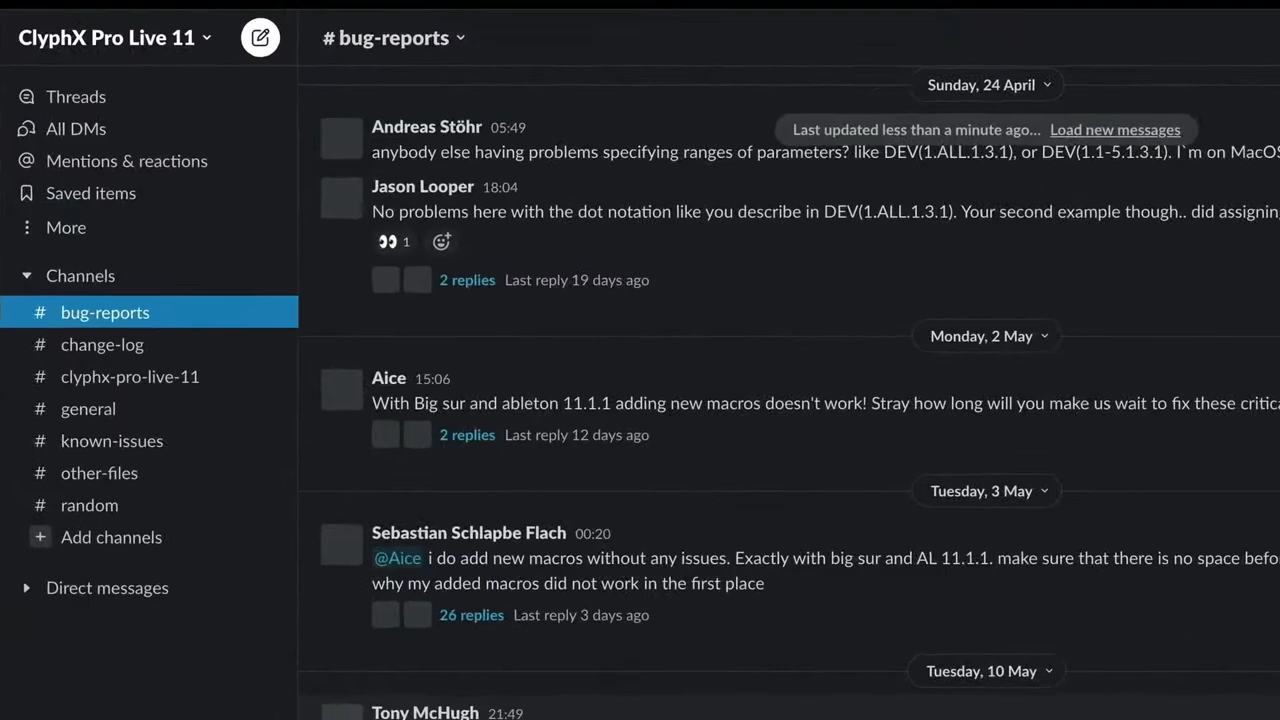 ClyphX Pro Live 11
# bug-reports
Threads
All DMs
Mentions & reactions
Saved items
More
Channels
# bug-reports
# change-log
# clyphx-pro-live-11
# general
# known-issues
# other-files
# random
+ Add channels
Direct messages
Sunday, 24 April
Last updated less than a minute ago... Load new messages
Andreas Stöhr 05:49
anybody else having problems specifying ranges of parameters? like DEV(1.ALL.1.3.1), or DEV(1.1-5.1.3.1). I`m on MacOS
Jason Looper 18:04
No problems here with the dot notation like you describe in DEV(1.ALL.1.3.1). Your second example though.. did assigning
👀 1
2 replies Last reply 19 days ago
Monday, 2 May
Aice 15:06
With Big sur and ableton 11.1.1 adding new macros doesn't work! Stray how long will you make us wait to fix these
2 replies Last reply 12 days ago
Tuesday, 3 May
Sebastian Schlapbe Flach 00:20
@Aice i do add new macros without any issues. Exactly with big sur and AL 11.1.1. make sure that there is no space
why my added macros did not work in the first place
26 replies Last reply 3 days ago
Tuesday, 10 May
Tony McHugh 21:49